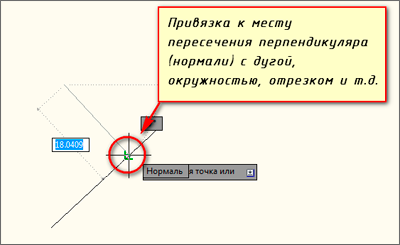 Привязка к месту
пересечения перпендикуляра
(нормали) с дугой,
окружностью, отрезком и т.д.
18.0409
Нормаль я точка или